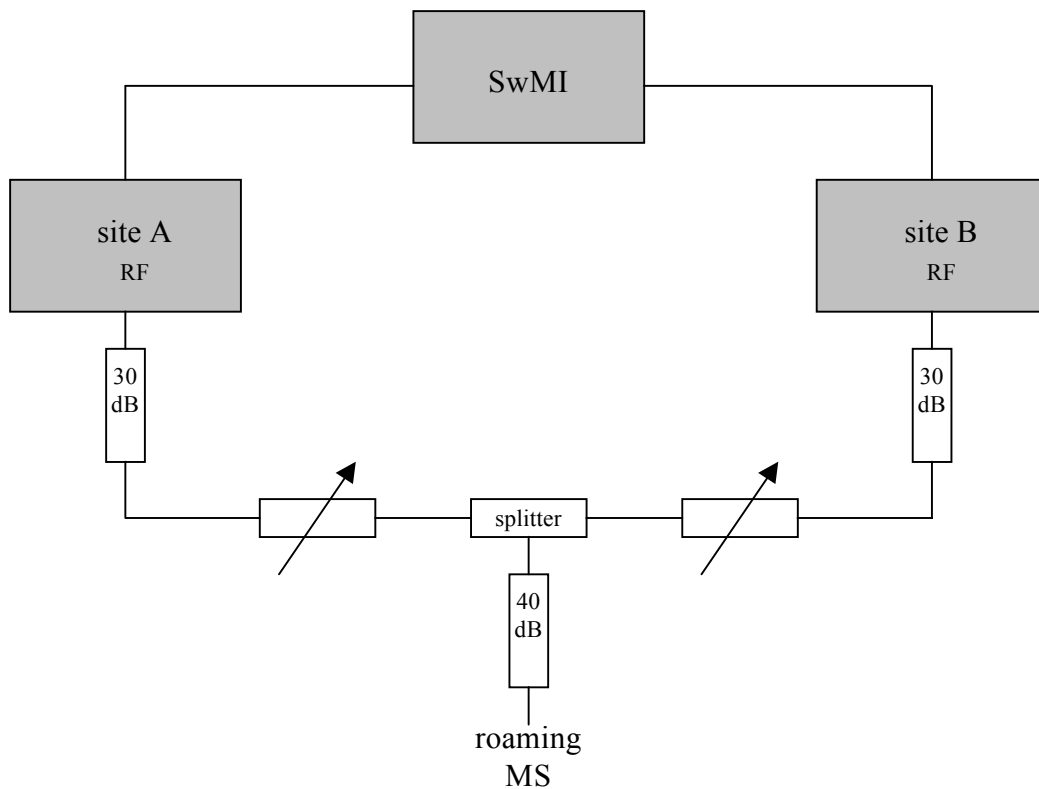 SwMI
site A
RF
site B
RF
30
dB
30
dB
splitter
40
dB
roaming
MS